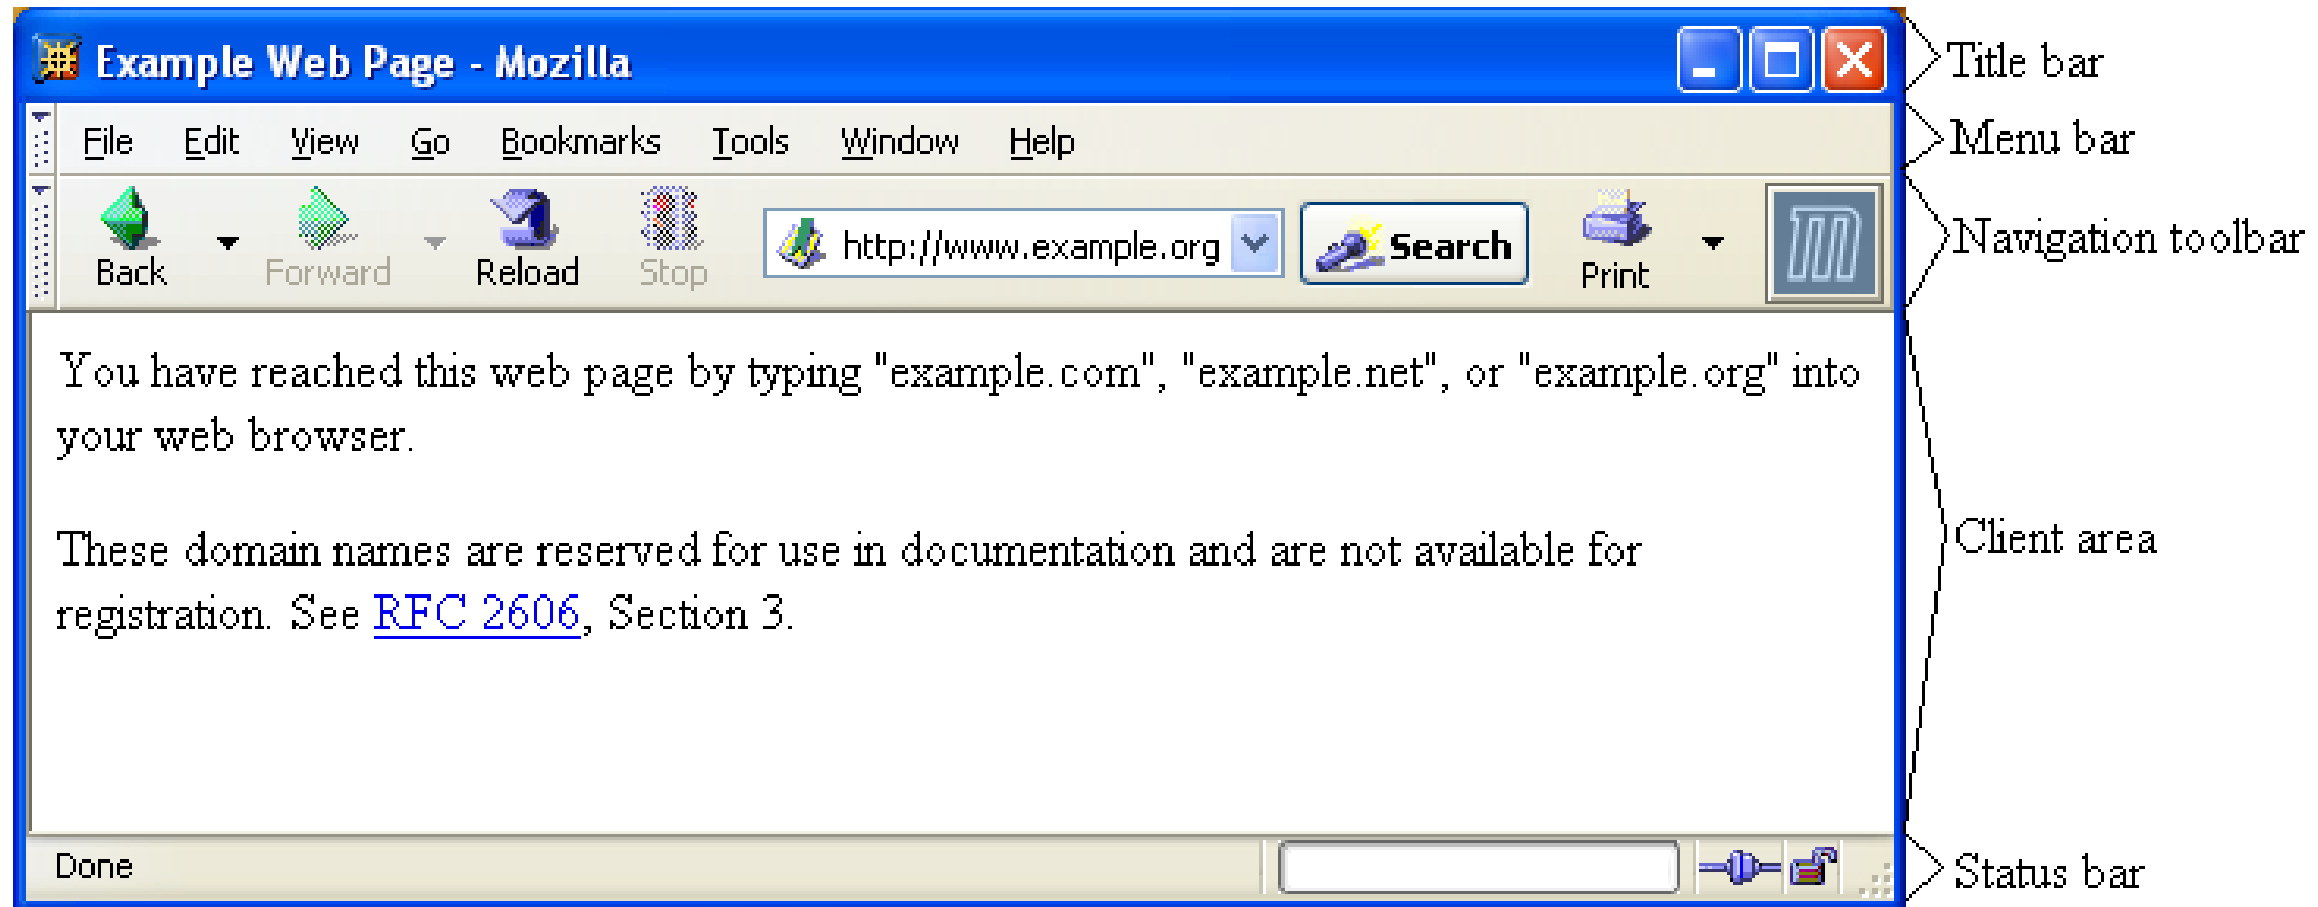 Example Web Page - Mozilla
Title bar
File Edit View Go Bookmarks Tools Window Help
Menu bar
Back Forward Reload Stop http://www.example.org Search Print
Navigation toolbar
You have reached this web page by typing "example.com", "example.net", or "example.org" into
your web browser.
These domain names are reserved for use in documentation and are not available for
registration. See RFC 2606, Section 3.
Client area
Done
Status bar